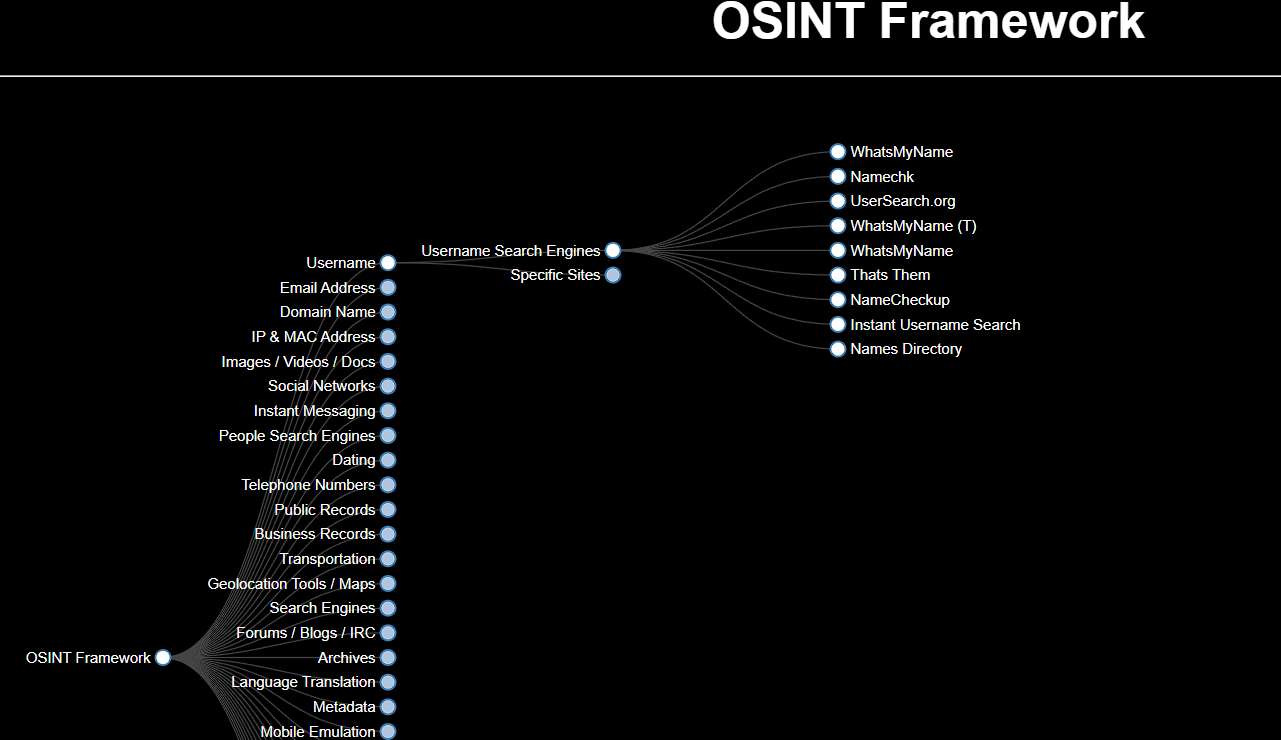 OSINT Framework
WhatsMyName
Namechk
UserSearch.org
WhatsMyName (T)
WhatsMyName
Thats Them
NameCheckup
Instant Username Search
Names Directory
Username Search Engines
Specific Sites
Username
Email Address
Domain Name
IP & MAC Address
Images / Videos / Docs
Social Networks
Instant Messaging
People Search Engines
Dating
Telephone Numbers
Public Records
Business Records
Transportation
Geolocation Tools / Maps
Search Engines
Forums / Blogs / IRC
Archives
Language Translation
Metadata
Mobile Emulation
OSINT Framework